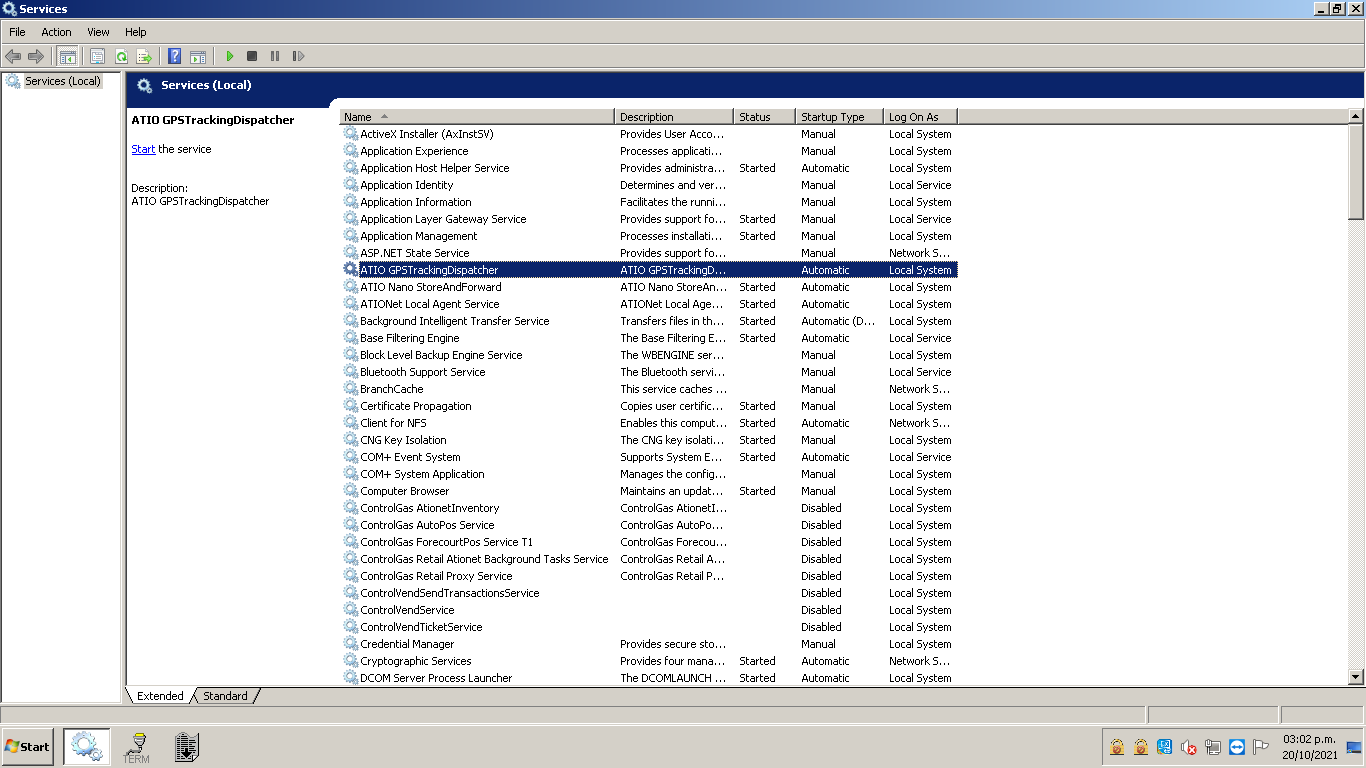 Services
File Action View Help
Services (Local)
Services (Local)
ATIO GPSTrackingDispatcher
Start the service
Description:
ATIO GPSTrackingDispatcher
Name Description Status Startup Type Log On As
ActiveX Installer (AxInstSV) Provides User Acco... Manual Local System
Application Experience Processes applicati... Manual Local System
Application Host Helper Service Provides administra... Started Automatic Local System
Application Identity Determines and ver... Manual Local Service
Application Information Facilitates the runni... Manual Local System
Application Layer Gateway Service Provides support fo... Started Manual Local Service
Application Management Processes installati... Started Manual Local System
ASP.NET State Service Provides support fo... Manual Network S...
ATIO GPSTrackingDispatcher ATIO GPSTrackingD... Automatic Local System
ATIO Nano StoreAndForward ATIO Nano StoreAn... Started Automatic Local System
ATIONet Local Agent Service ATIONet Local Age... Started Automatic Local System
Background Intelligent Transfer Service Transfers files in th... Started Automatic (D... Local System
Base Filtering Engine The Base Filtering E... Started Automatic Local Service
Block Level Backup Engine Service The WBENGINE ser... Manual Local System
Bluetooth Support Service The Bluetooth servi... Manual Local Service
BranchCache This service caches ... Manual Network S...
Certificate Propagation Copies user certific... Started Manual Local System
Client for NFS Enables this comput... Started Automatic Network S...
CNG Key Isolation The CNG key isolati... Started Manual Local System
COM+ Event System Supports System E... Started Automatic Local Service
COM+ System Application Manages the config... Manual Local System
Computer Browser Maintains an updat... Started Manual Local System
ControlGas AtionetInventory ControlGas AtionetI... Disabled Local System
ControlGas AutoPos Service ControlGas AutoPo... Disabled Local System
ControlGas ForecourtPos Service T1 ControlGas Forecou... Disabled Local System
ControlGas Retail Ationet Background Tasks Service ControlGas Retail A... Disabled Local System
ControlGas Retail Proxy Service ControlGas Retail P... Disabled Local System
ControlVendSendTransactionsService Disabled Local System
ControlVendService Disabled Local System
ControlVendTicketService Disabled Local System
Credential Manager Provides secure sto... Manual Local System
Cryptographic Services Provides four mana... Started Automatic Network S...
DCOM Server Process Launcher The DCOMLAUNCH ... Started Automatic Local System
Extended Standard
Start TERM 03:02 p.m.
20/10/2021